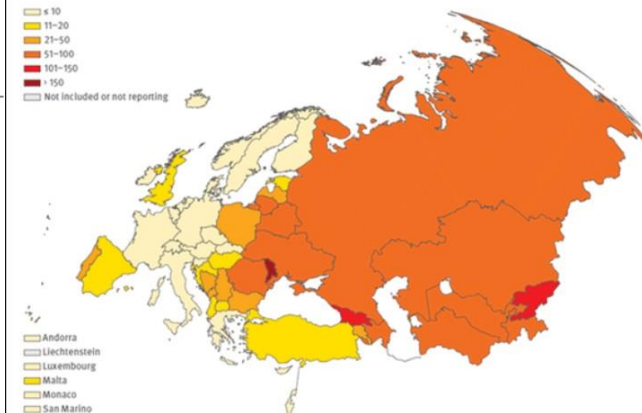 ≤ 10
11–20
21–50
51–100
101–150
> 150
Not included or not reporting
Andorra
Liechtenstein
Luxembourg
Malta
Monaco
San Marino